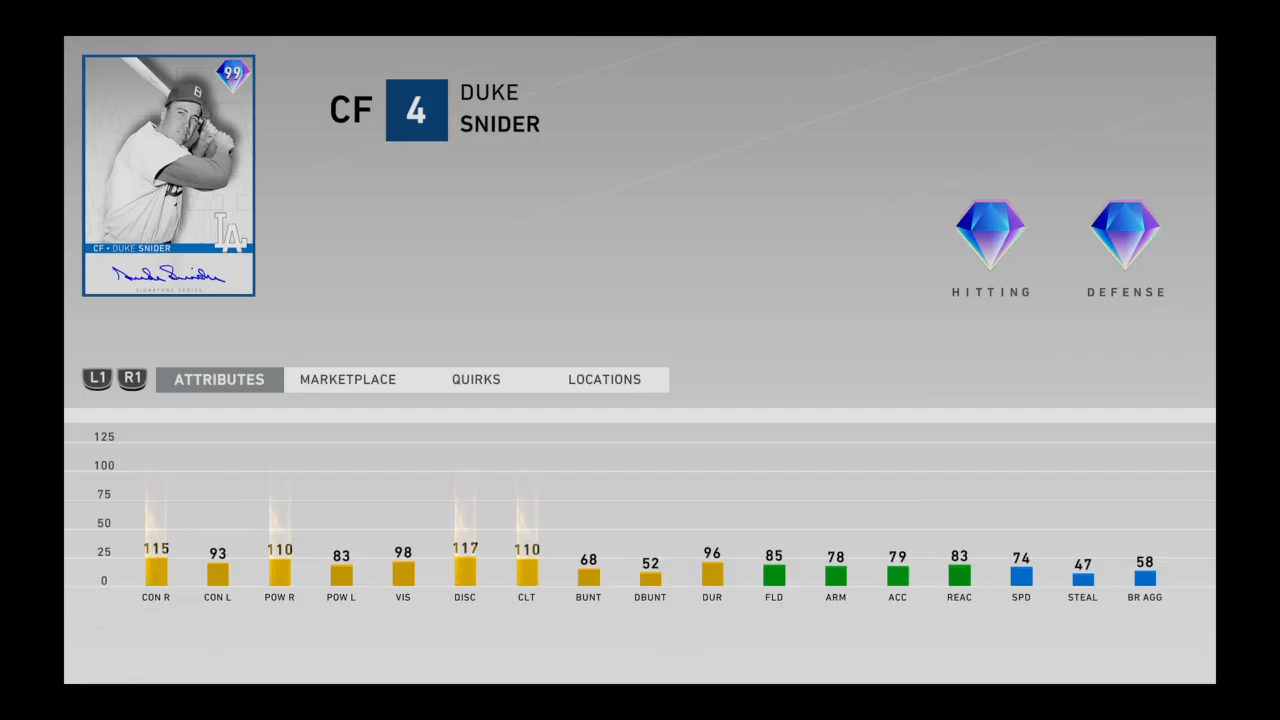 99
B
CF 4 DUKE
SNIDER
LA
CF • DUKE SNIDER
Duke Snider
SIGNATURE SERIES
HITTING DEFENSE
L1 R1 ATTRIBUTES MARKETPLACE QUIRKS LOCATIONS
125
100
75
50
25
0
115 93 110 83 98 117 110 68 52 96 85 78 79 83 74 47 58
CON R CON L POW R POW L VIS DISC CLT BUNT DBUNT DUR FLD ARM ACC REAC SPD STEAL BR AGG